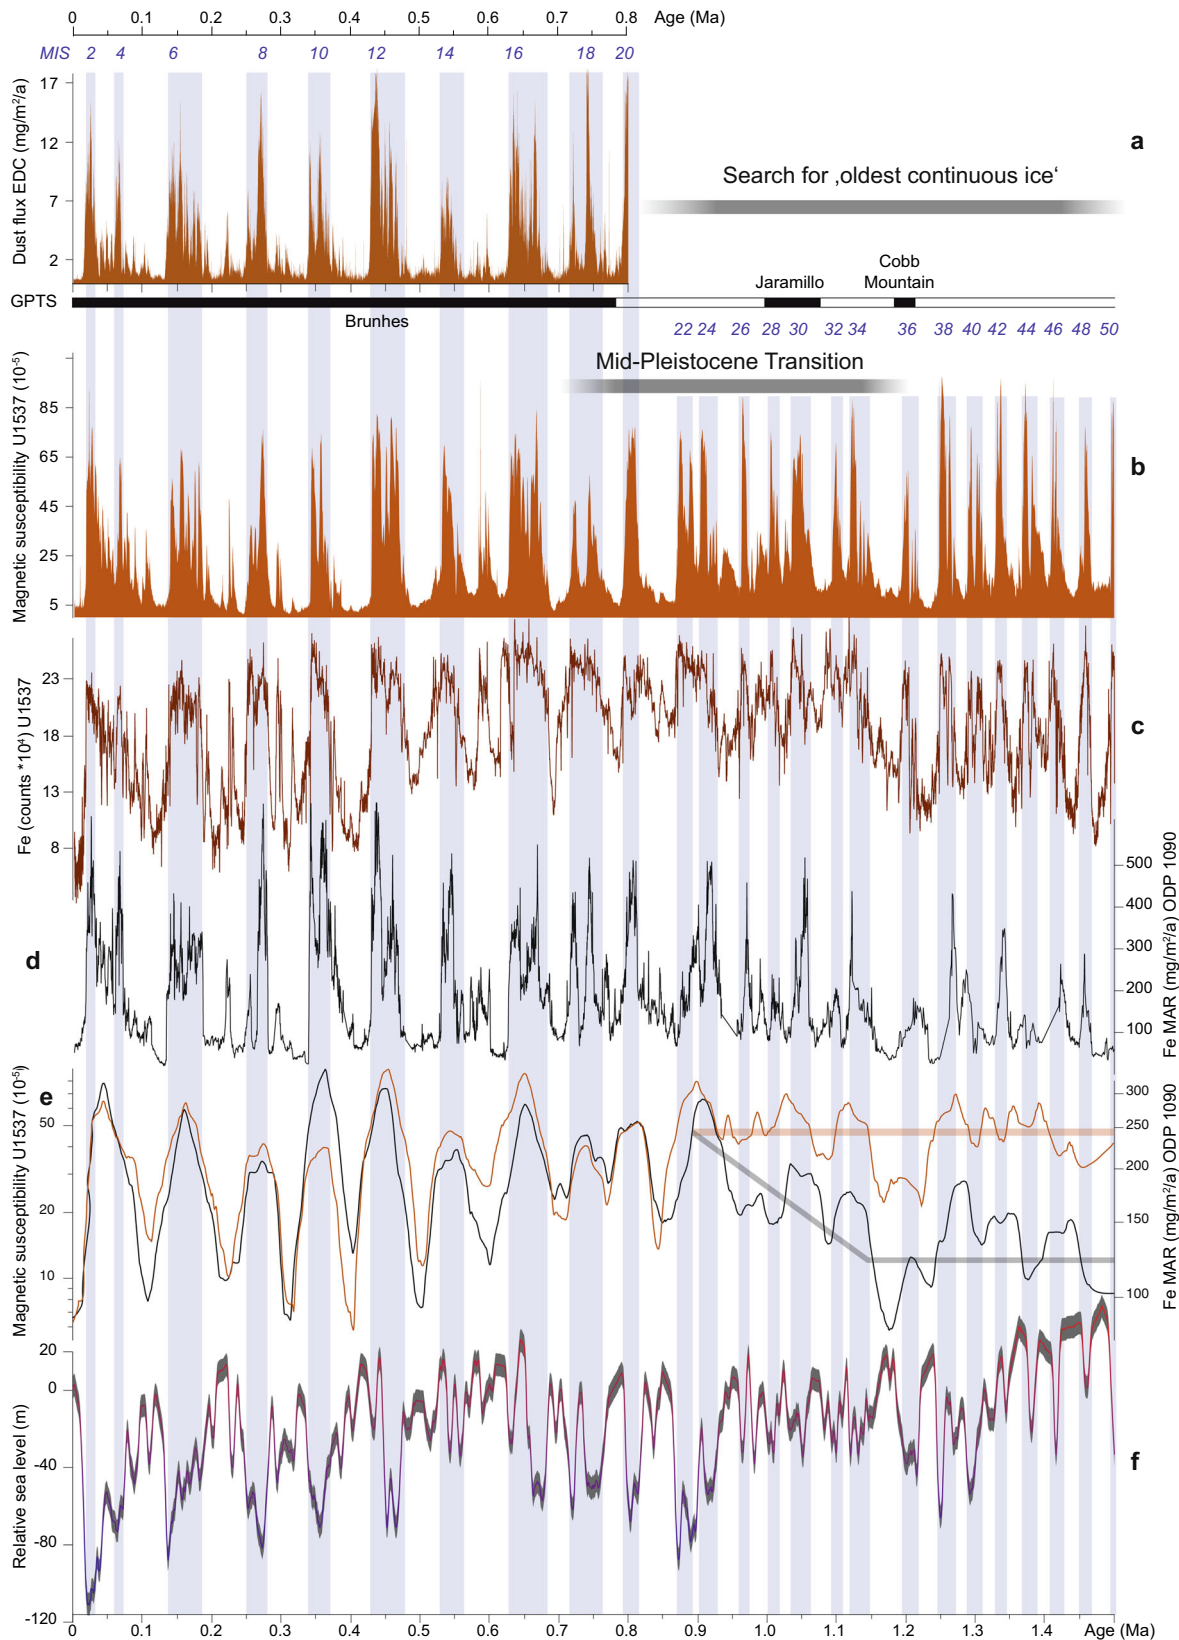 0 0.1 0.2 0.3 0.4 0.5 0.6 0.7 0.8 Age (Ma)
MIS 2 4 6 8 10 12 14 16 18 20
17
12
7
2
Dust flux EDC (mg/m²/a)
a
Search for ‚oldest continuous ice‘
GPTS
Brunhes
Jaramillo
Cobb
Mountain
22 24 26 28 30 32 34 36 38 40 42 44 46 48 50
Mid-Pleistocene Transition
85
65
45
25
5
Magnetic susceptibility U1537 (10⁻⁵)
b
23
18
13
8
Fe (counts *10⁴) U1537
c
d
500
400
300
200
100
Fe MAR (mg/m²/a) ODP 1090
e
50
20
10
Magnetic susceptibility U1537 (10⁻⁵)
300
250
200
150
100
Fe MAR (mg/m²/a) ODP 1090
20
0
-40
-80
-120
Relative sea level (m)
f
0 0.1 0.2 0.3 0.4 0.5 0.6 0.7 0.8 0.9 1.0 1.1 1.2 1.3 1.4 Age (Ma)